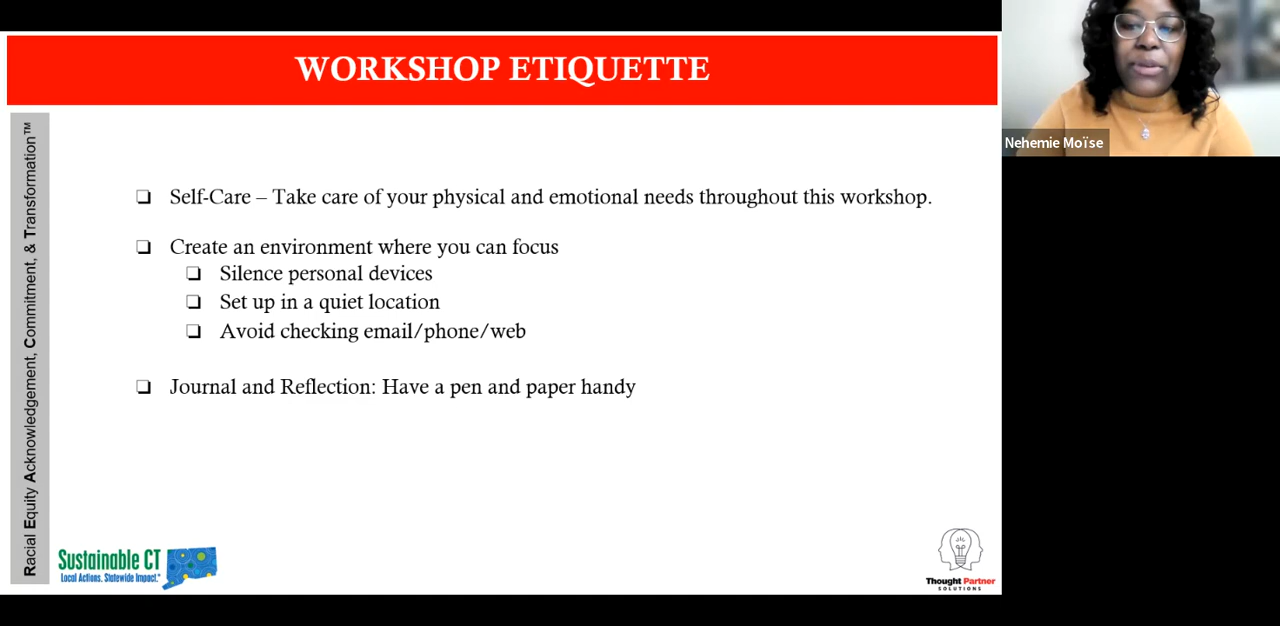 WORKSHOP ETIQUETTE
Nehemie Moïse
Racial Equity Acknowledgement, Commitment, & Transformation™
❏ Self-Care – Take care of your physical and emotional needs throughout this workshop.
❏ Create an environment where you can focus
❏ Silence personal devices
❏ Set up in a quiet location
❏ Avoid checking email/phone/web
❏ Journal and Reflection: Have a pen and paper handy
Sustainable CT
Local Actions. Statewide Impact.®
Thought Partner
SOLUTIONS